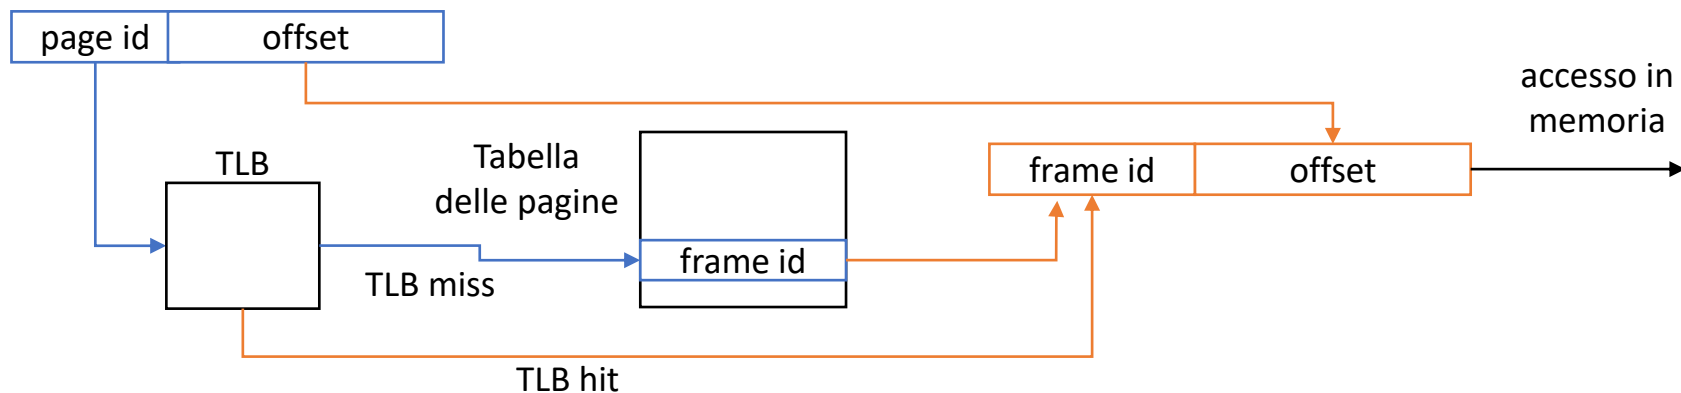 page id
offset
accesso in
memoria
TLB
Tabella
delle pagine
frame id
offset
frame id
TLB miss
TLB hit